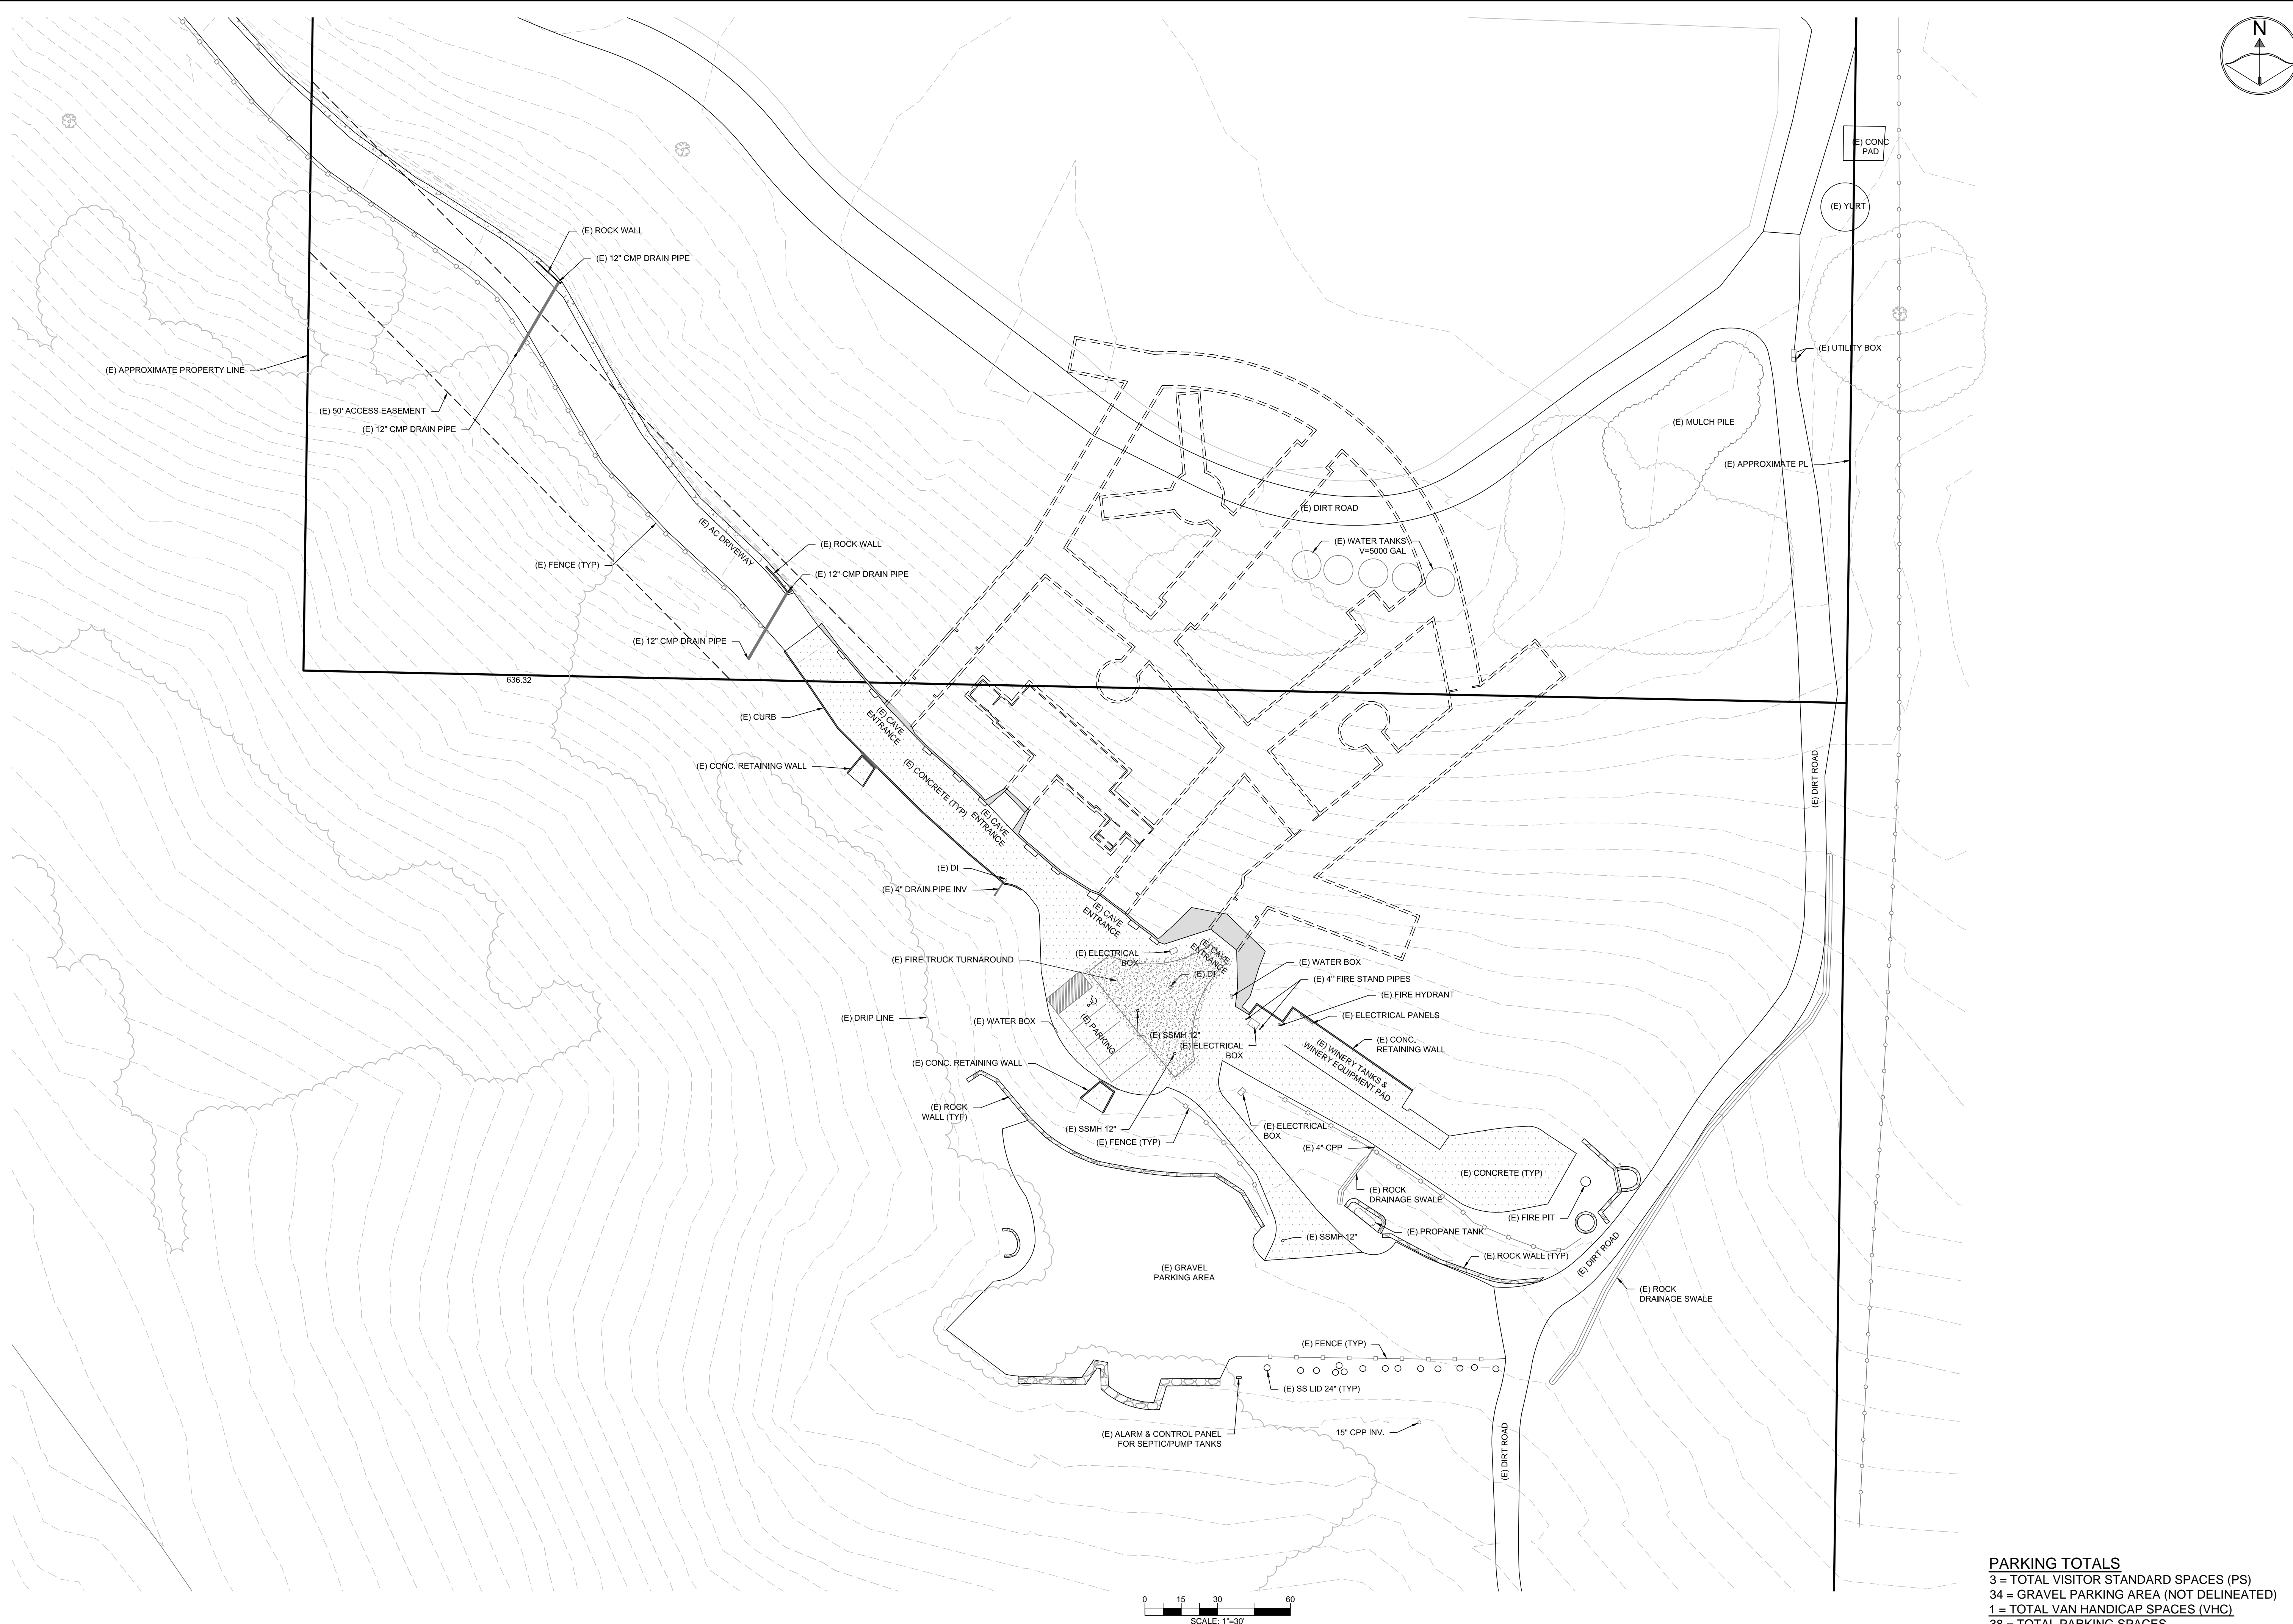 N
(E) CONC
PAD
(E) YURT
(E) ROCK WALL
(E) 12" CMP DRAIN PIPE
(E) UTILITY BOX
(E) APPROXIMATE PROPERTY LINE
(E) 50' ACCESS EASEMENT
(E) 12" CMP DRAIN PIPE
(E) MULCH PILE
(E) APPROXIMATE PL
(E) DIRT ROAD
(E) AC DRIVEWAY
(E) ROCK WALL
(E) WATER TANKS
V=5000 GAL
(E) FENCE (TYP)
(E) 12" CMP DRAIN PIPE
(E) 12" CMP DRAIN PIPE
636,32
(E) CURB
(E) CAVE
ENTRANCE
(E) CONC. RETAINING WALL
(E) CONCRETE (TYP)
(E) CAVE
ENTRANCE
(E) DIRT ROAD
(E) DI
(E) 4" DRAIN PIPE INV
(E) CAVE
ENTRANCE
(E) ELECTRICAL
BOX
(E) CAVE
ENTRANCE
(E) FIRE TRUCK TURNAROUND
(E) DI
(E) WATER BOX
(E) 4" FIRE STAND PIPES
(E) FIRE HYDRANT
(E) ELECTRICAL PANELS
(E) DRIP LINE
(E) WATER BOX
(E) PARKING
(E) SSMH 12"
(E) ELECTRICAL
BOX
(E) CONC.
RETAINING WALL
(E) WINERY TANKS &
WINERY EQUIPMENT PAD
(E) CONC. RETAINING WALL
(E) ROCK
WALL (TYP)
(E) SSMH 12"
(E) FENCE (TYP)
(E) ELECTRICAL
BOX
(E) 4" CPP
(E) CONCRETE (TYP)
(E) ROCK
DRAINAGE SWALE
(E) FIRE PIT
(E) PROPANE TANK
(E) SSMH 12"
(E) ROCK WALL (TYP)
(E) DIRT ROAD
(E) GRAVEL
PARKING AREA
(E) ROCK
DRAINAGE SWALE
(E) FENCE (TYP)
(E) SS LID 24" (TYP)
(E) ALARM & CONTROL PANEL
FOR SEPTIC/PUMP TANKS
15" CPP INV.
(E) DIRT ROAD
0 15 30 60
SCALE: 1"=30'
PARKING TOTALS
3 = TOTAL VISITOR STANDARD SPACES (PS)
34 = GRAVEL PARKING AREA (NOT DELINEATED)
1 = TOTAL VAN HANDICAP SPACES (VHC)
38 = TOTAL PARKING SPACES